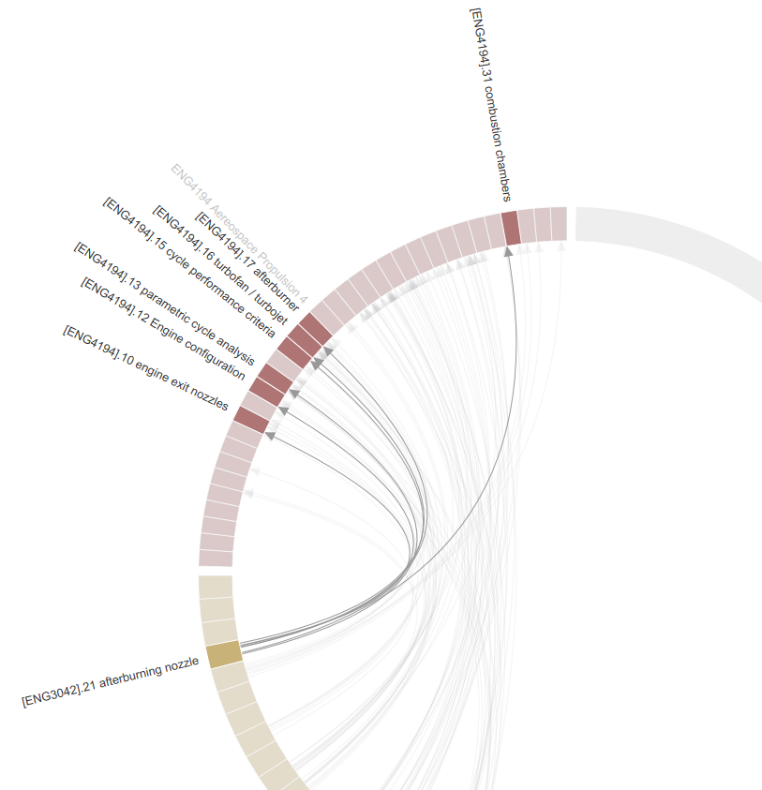 [ENG4194].31 combustion chambers
ENG4194 Aereospace Propulsion 4
[ENG4194].17 afterburner
[ENG4194].16 turbofan / turbojet
[ENG4194].15 cycle performance criteria
[ENG4194].13 parametric cycle analysis
[ENG4194].12 Engine configuration
[ENG4194].10 engine exit nozzles
[ENG3042].21 afterburning nozzle